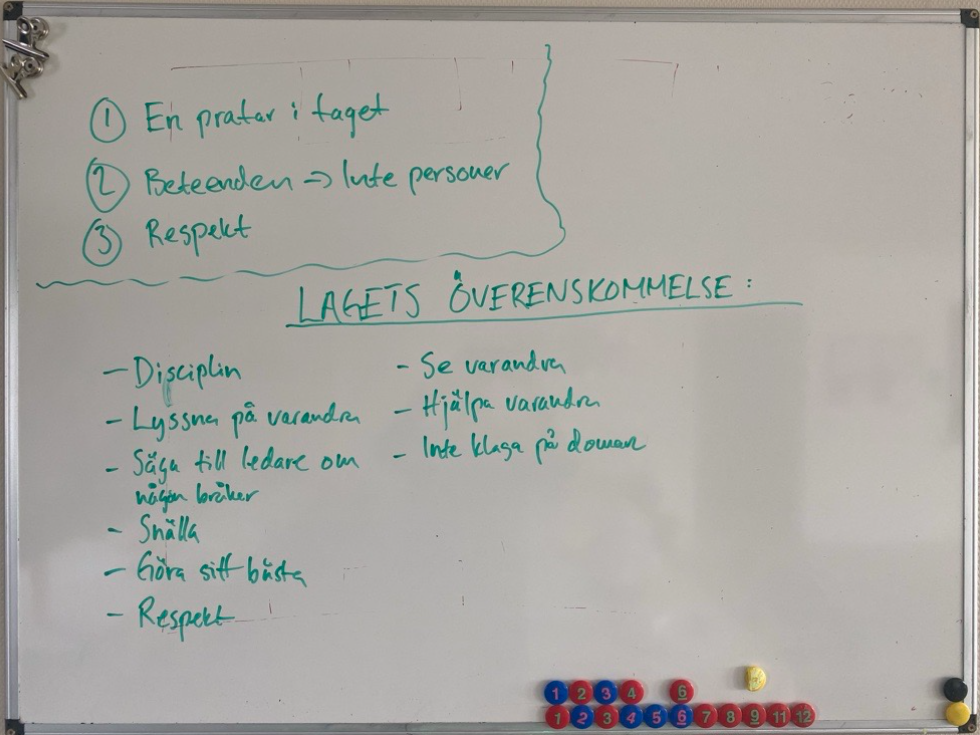 ① En pratar i taget
② Beteenden => Inte personer
③ Respekt
LAGETS ÖVERENSKOMMELSE:
- Disciplin
- Lyssna på varandra
- Säga till ledare om
någon bråker
- Snälla
- Göra sitt bästa
- Respekt
- Se varandra
- Hjälpa varandra
- Inte klaga på domar
1 2 3 4 6
1 2 3 4 5 6 7 8 9 11 12